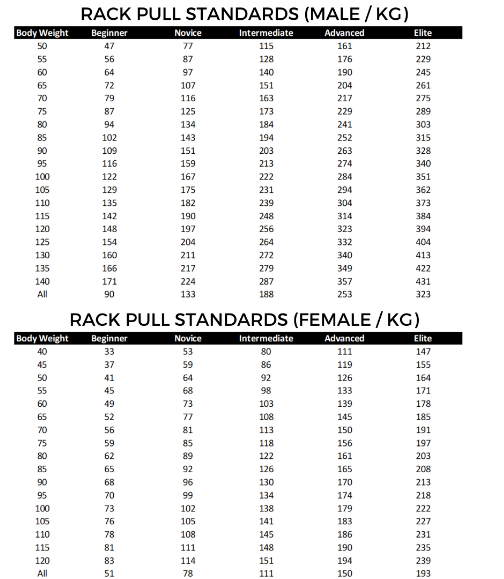 RACK PULL STANDARDS (MALE / KG)
Body Weight Beginner Novice Intermediate Advanced Elite
50 47 77 115 161 212
55 56 87 128 176 229
60 64 97 140 190 245
65 72 107 151 204 261
70 79 116 163 217 275
75 87 125 173 229 289
80 94 134 184 241 303
85 102 143 194 252 315
90 109 151 203 263 328
95 116 159 213 274 340
100 122 167 222 284 351
105 129 175 231 294 362
110 135 182 239 304 373
115 142 190 248 314 384
120 148 197 256 323 394
125 154 204 264 332 404
130 160 211 272 340 413
135 166 217 279 349 422
140 171 224 287 357 431
All 90 133 188 253 323
RACK PULL STANDARDS (FEMALE / KG)
Body Weight Beginner Novice Intermediate Advanced Elite
40 33 53 80 111 147
45 37 59 86 119 155
50 41 64 92 126 164
55 45 68 98 133 171
60 49 73 103 139 178
65 52 77 108 145 185
70 56 81 113 150 191
75 59 85 118 156 197
80 62 89 122 161 203
85 65 92 126 165 208
90 68 96 130 170 213
95 70 99 134 174 218
100 73 102 138 179 222
105 76 105 141 183 227
110 78 108 145 186 231
115 81 111 148 190 235
120 83 114 151 194 239
All 51 78 111 150 193